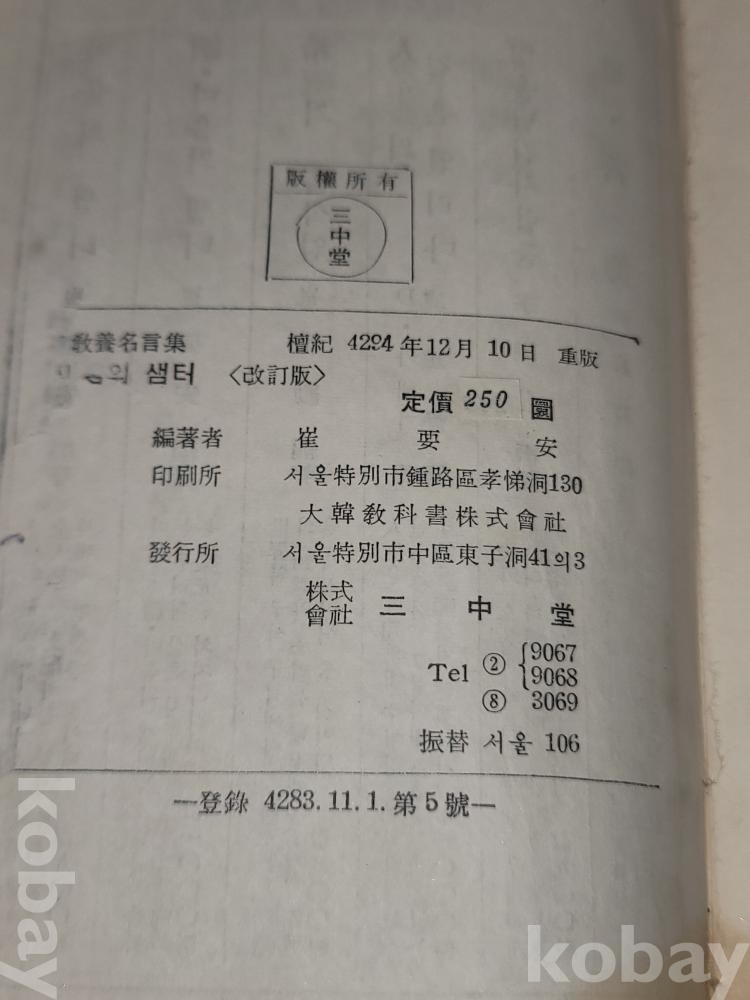 版權所有
三中堂
敎養名言集 檀紀 4294年12月 10日 重版
의 샘터 〈改訂版〉
定價 250 圜
編著者 崔要安
印刷所 서울特別市鍾路區孝悌洞130
大韓敎科書株式會社
發行所 서울特別市中區東子洞41의3
株式會社 三中堂
Tel ② 9067
9068
⑧ 3069
振替 서울 106
―登錄 4283.11.1.第5號―
kobay
kobay